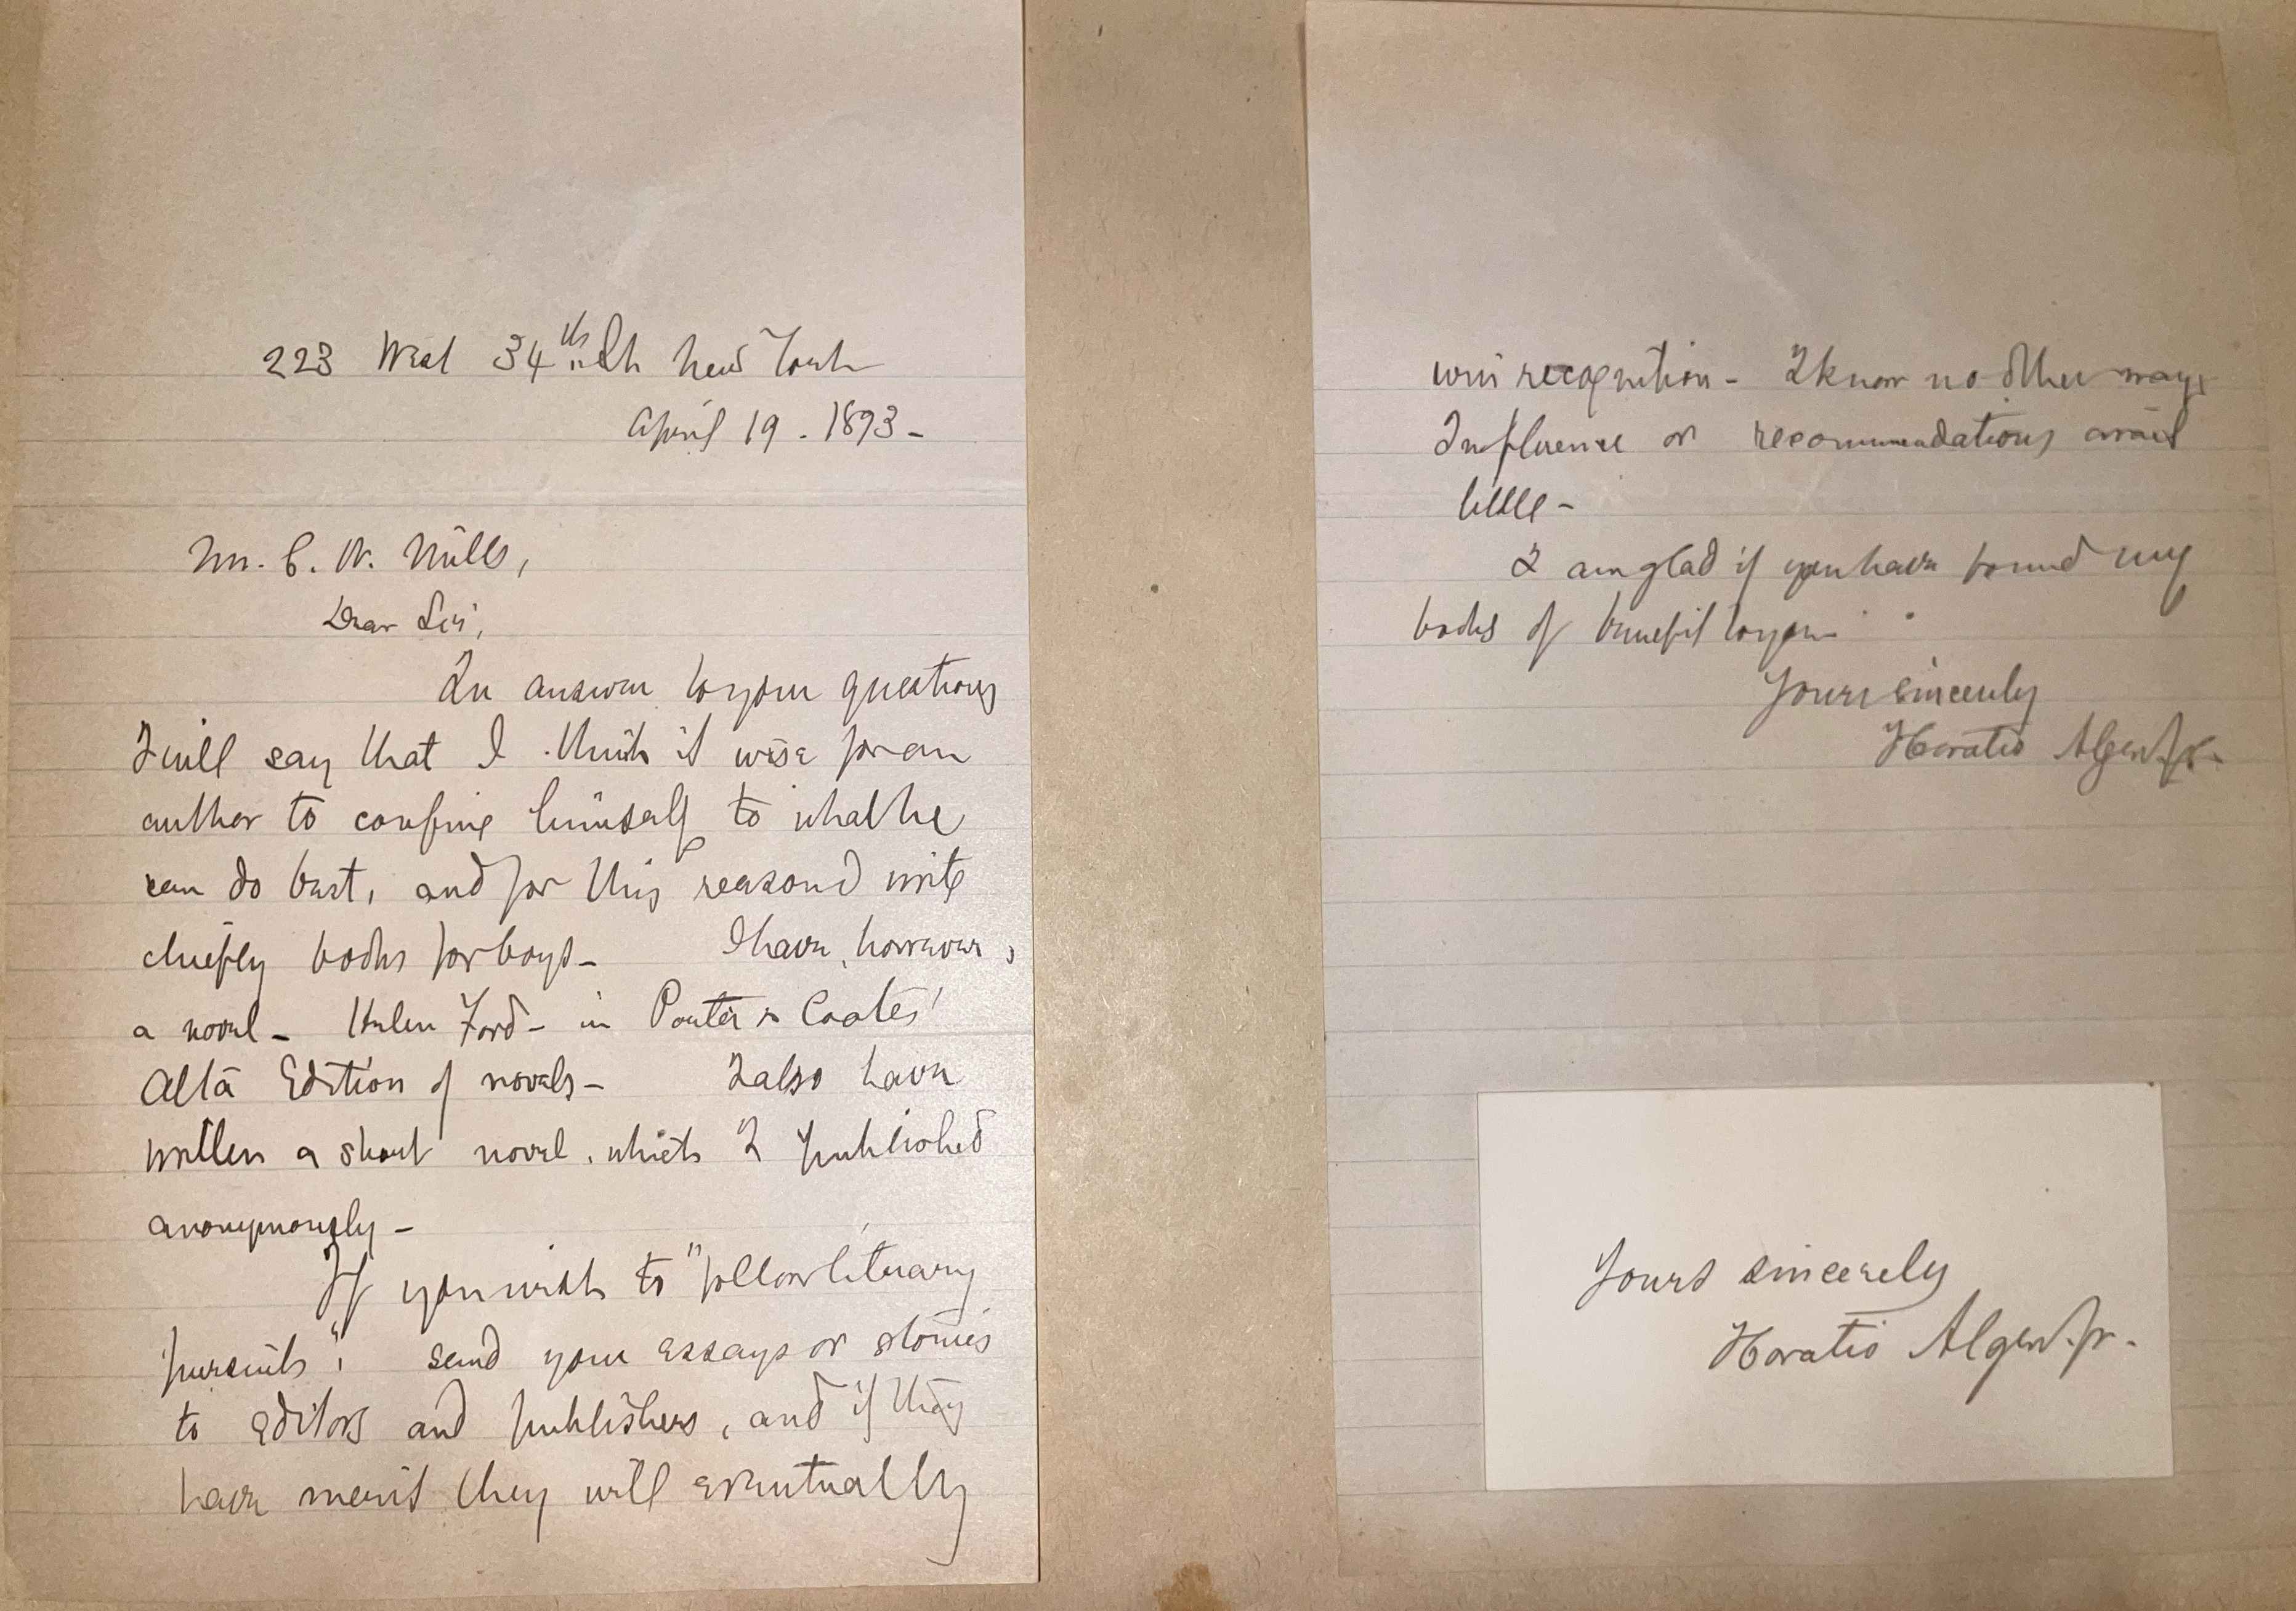 223 West 34th St. New York
April 19. 1893-
Mr. C. W. Mills,
Dear Sir,
In answer to your questions
I will say that I think it wise for an
author to confine himself to what he
can do best, and for this reason I write
chiefly books for boys- I have, however,
a novel- Helen Ford- in Porter & Coates'
Alta Edition of novels- I also have
written a short novel, which I published
anonymously-
If you wish to "follow literary
pursuits", send your essays or stories
to editors and publishers, and if they
have merit they will eventually
win recognition- I know no other way.
Influence or recommendations avail
little-
I am glad if you have found my
books of benefit to you-
Yours sincerely
Horatio Alger Jr.
Yours sincerely
Horatio Alger Jr.